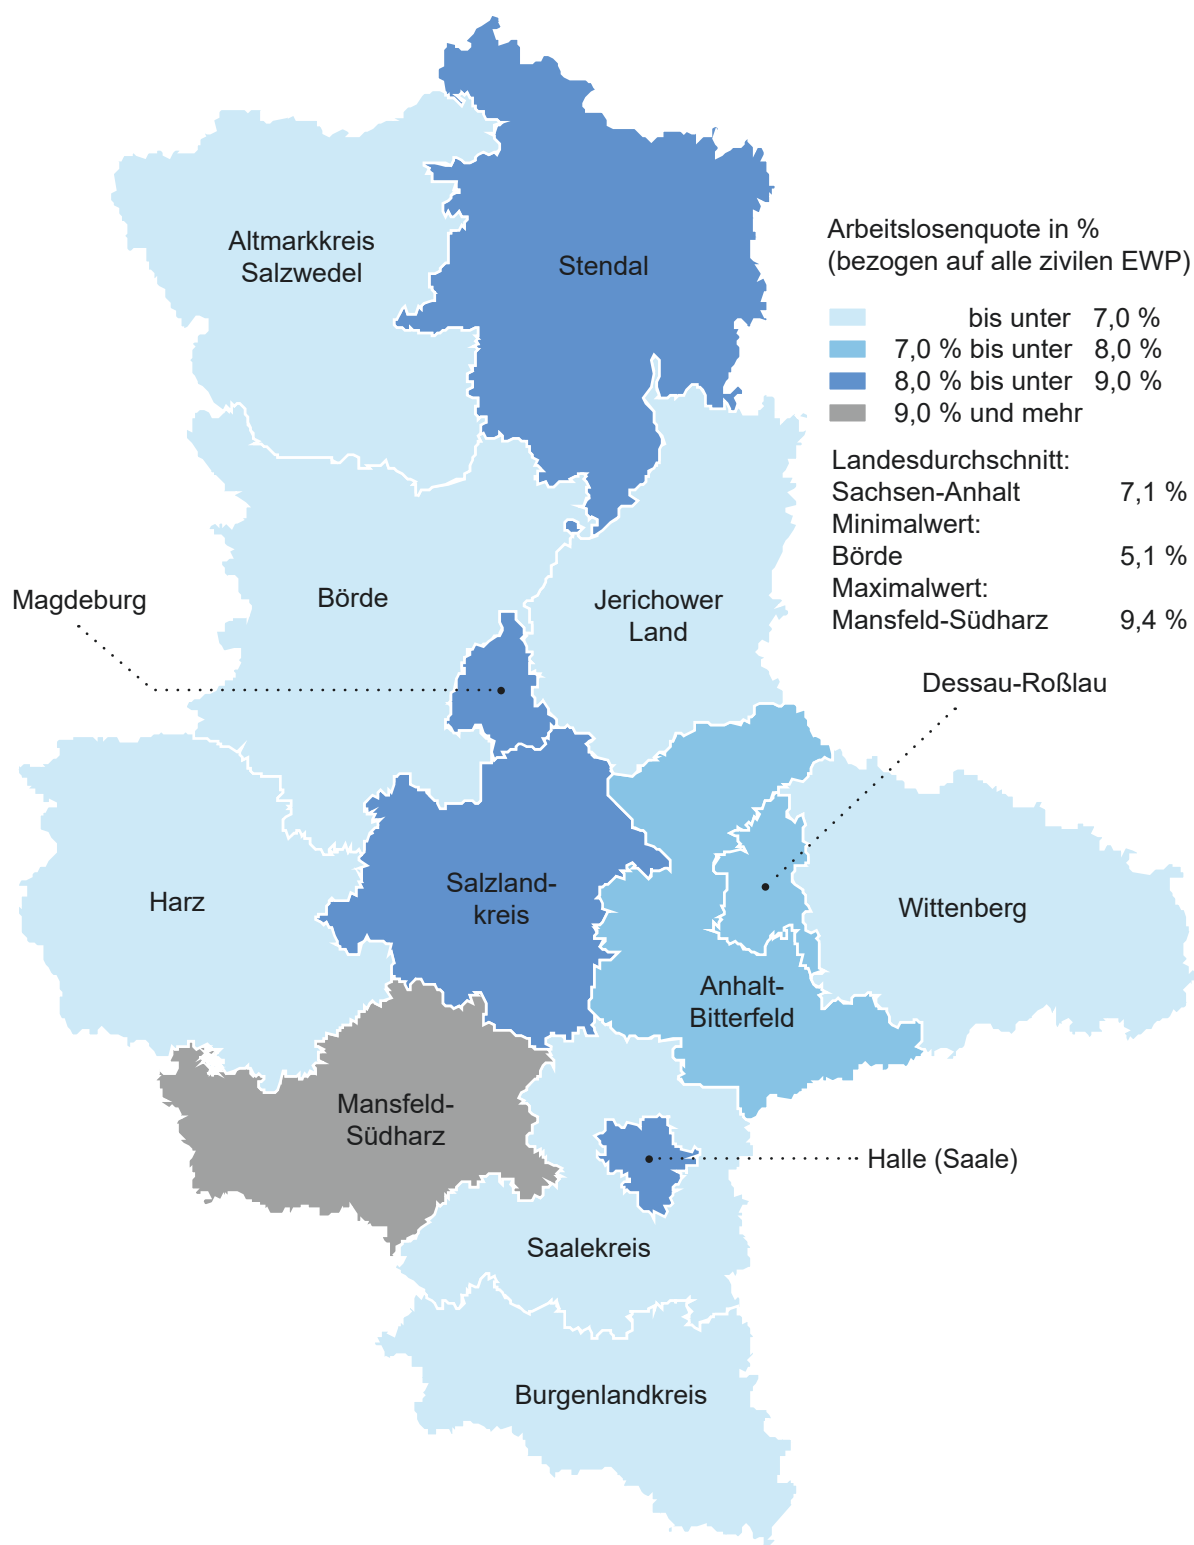 Altmarkkreis
Salzwedel
Stendal
Arbeitslosenquote in %
(bezogen auf alle zivilen EWP)
bis unter 7,0 %
7,0 % bis unter 8,0 %
8,0 % bis unter 9,0 %
9,0 % und mehr
Landesdurchschnitt:
Sachsen-Anhalt 7,1 %
Minimalwert:
Börde 5,1 %
Maximalwert:
Mansfeld-Südharz 9,4 %
Magdeburg
Börde
Jerichower
Land
Dessau-Roßlau
Harz
Salzland-
kreis
Wittenberg
Anhalt-
Bitterfeld
Mansfeld-
Südharz
Halle (Saale)
Saalekreis
Burgenlandkreis